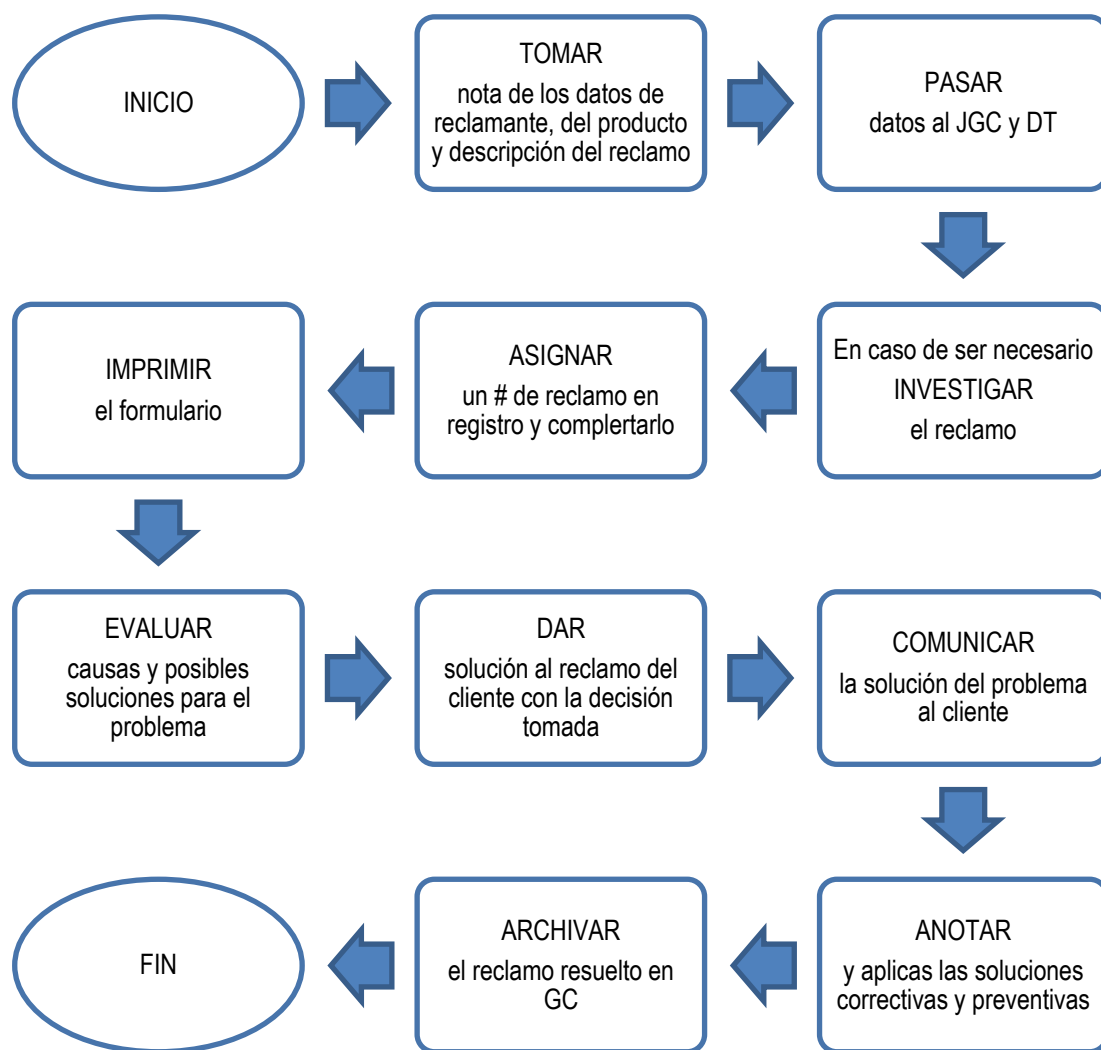 INICIO
TOMAR
nota de los datos de
reclamante, del producto
y descripción del reclamo
PASAR
datos al JGC y DT
En caso de ser necesario
INVESTIGAR
el reclamo
ASIGNAR
un # de reclamo en
registro y complertarlo
IMPRIMIR
el formulario
EVALUAR
causas y posibles
soluciones para el
problema
DAR
solución al reclamo del
cliente con la decisión
tomada
COMUNICAR
la solución del problema
al cliente
ANOTAR
y aplicas las soluciones
correctivas y preventivas
ARCHIVAR
el reclamo resuelto en
GC
FIN